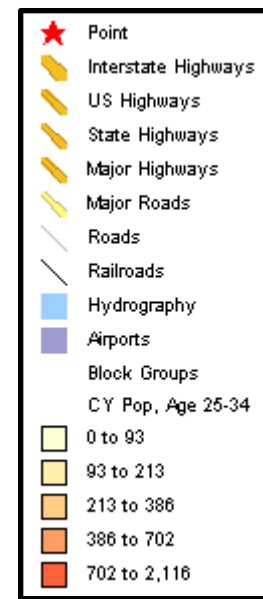 Point
Interstate Highways
US Highways
State Highways
Major Highways
Major Roads
Roads
Railroads
Hydrography
Airports
Block Groups
CY Pop, Age 25-34
0 to 93
93 to 213
213 to 386
386 to 702
702 to 2,116